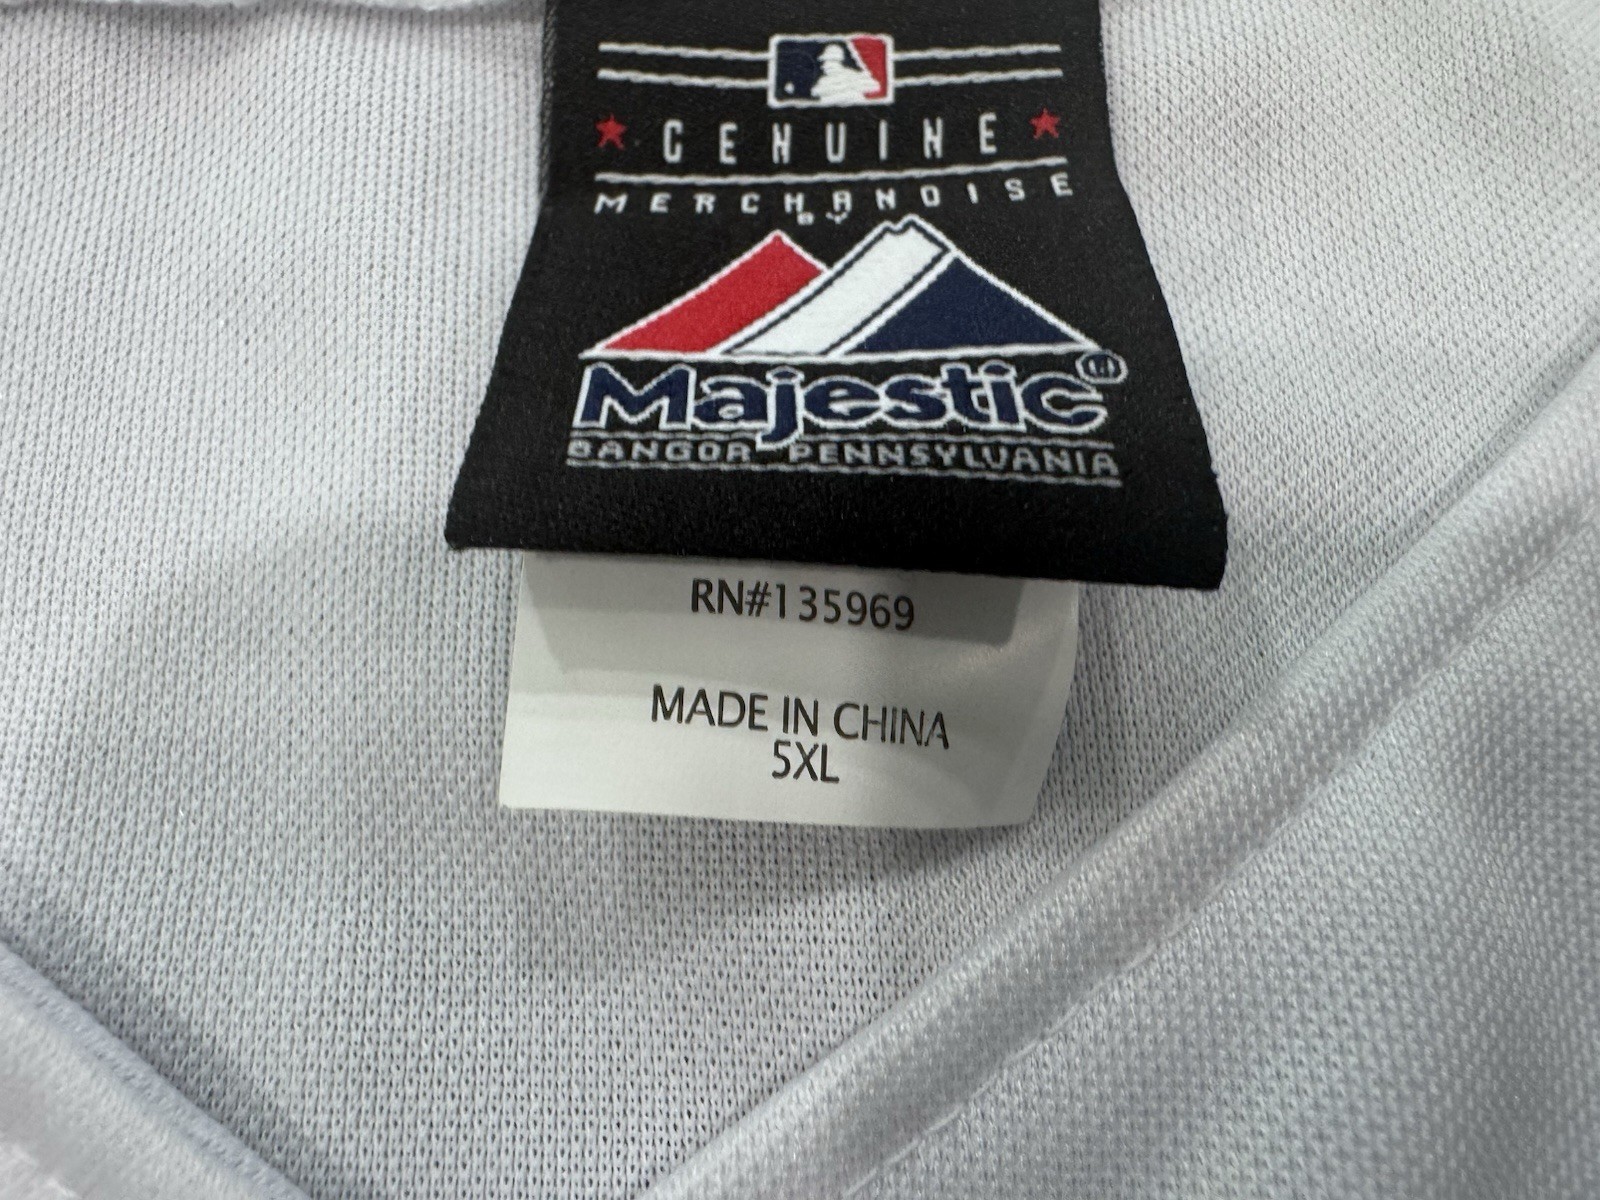 GENUINE
MERCHANDISE
BY
Majestic®
BANGOR PENNSYLVANIA
RN#135969
MADE IN CHINA
5XL